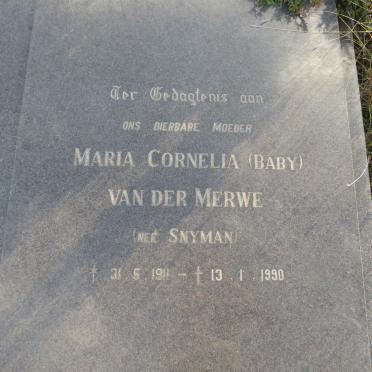 Ter Gedagtenis aan
ONS DIERBARE MOEDER
MARIA CORNELIA (BABY)
VAN DER MERWE
(NEÉ SNYMAN)
† 31. 5. 1911 – † 13. 1. 1990